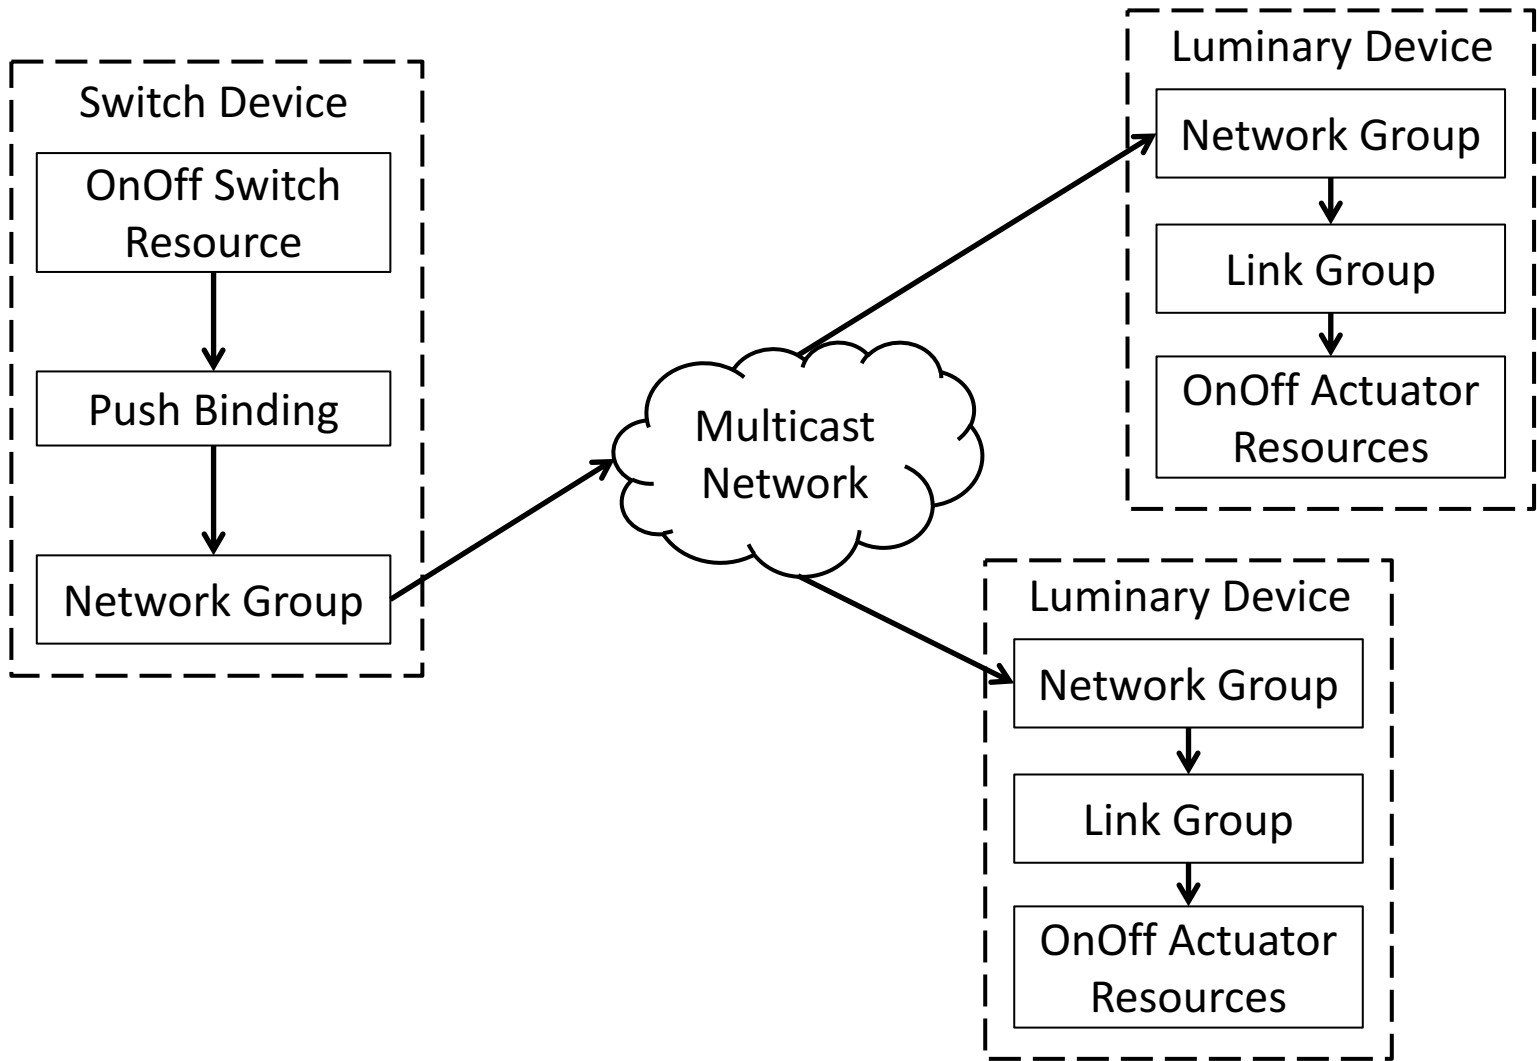 Switch Device
OnOff Switch
Resource
Push Binding
Network Group
Multicast
Network
Luminary Device
Network Group
Link Group
OnOff Actuator
Resources
Luminary Device
Network Group
Link Group
OnOff Actuator
Resources